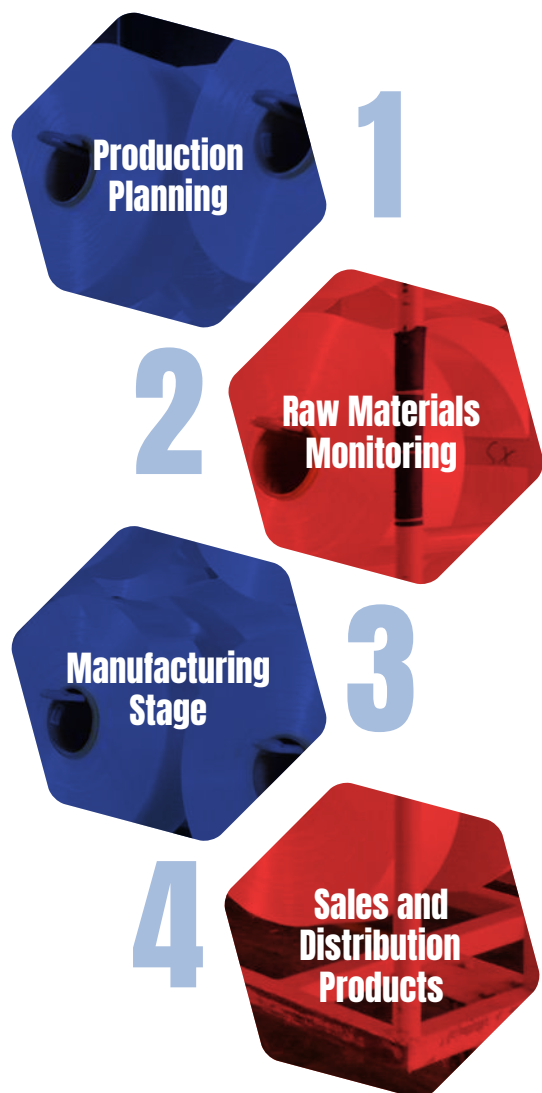 Production
Planning
1
2
Raw Materials
Monitoring
Manufacturing
Stage
3
4
Sales and
Distribution
Products